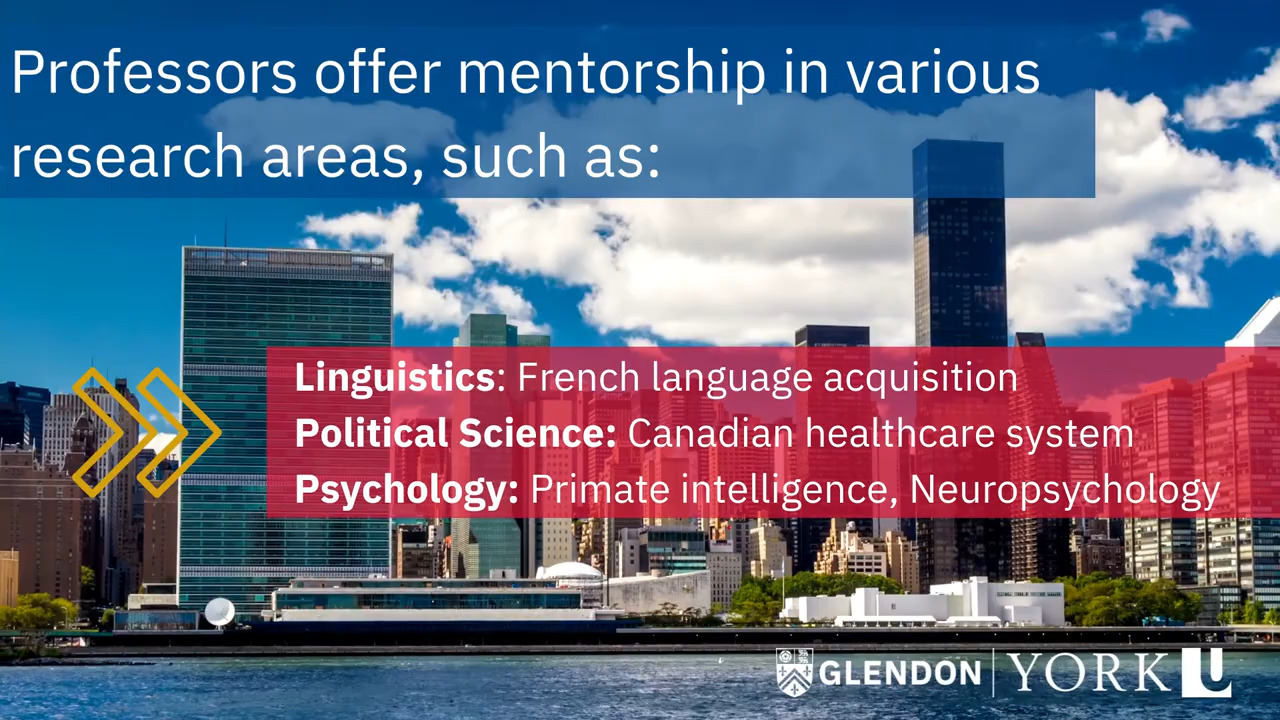 Professors offer mentorship in various
research areas, such as:
Linguistics: French language acquisition
Political Science: Canadian healthcare system
Psychology: Primate intelligence, Neuropsychology
GLENDON YORK U